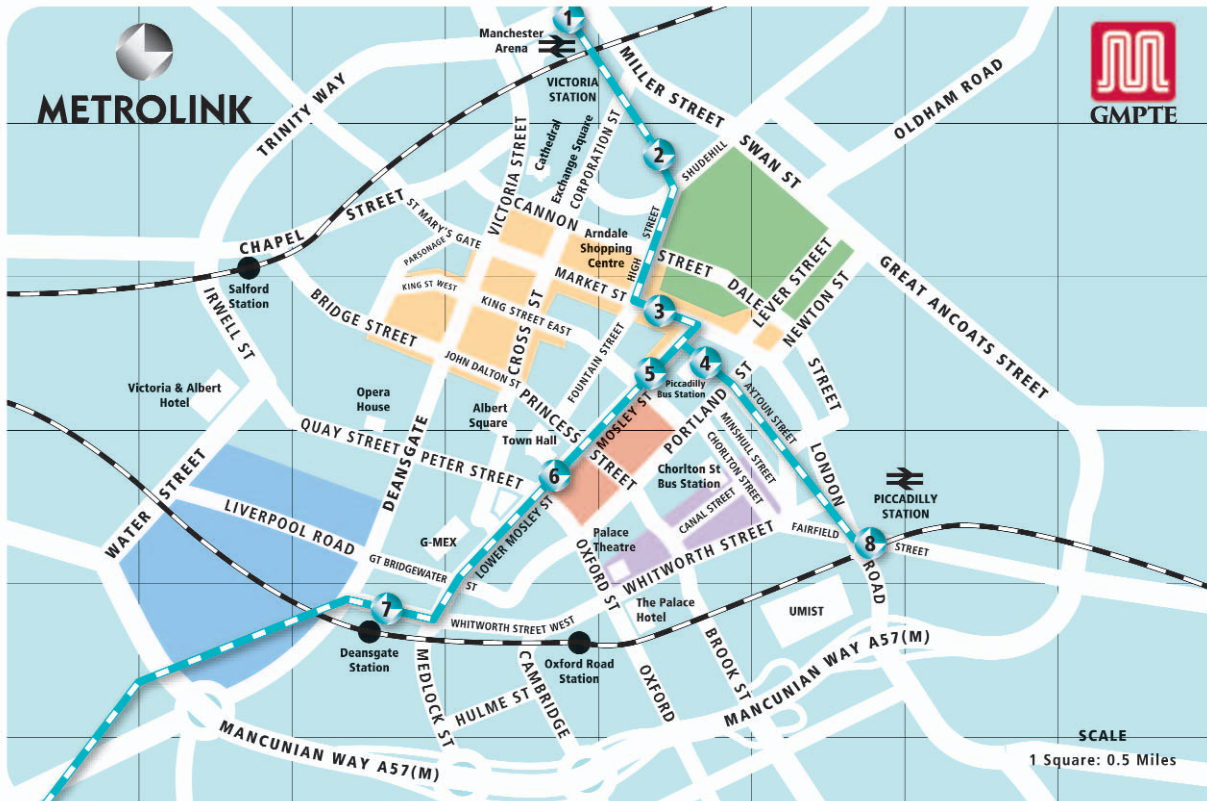 METROLINK
GMPTE
1
Manchester
Arena
VICTORIA
STATION
MILLER STREET
OLDHAM ROAD
TRINITY WAY
VICTORIA STREET
Cathedral
Exchange Square
CORPORATION ST
2
SHUDEHILL
SWAN ST
CHAPEL STREET
ST MARY'S GATE
CANNON STREET
PARSONAGE
Arndale
Shopping
Centre
HIGH STREET
LEVER STREET
DALE STREET
NEWTON ST
GREAT ANCOATS STREET
Salford
Station
IRWELL ST
BRIDGE STREET
KING ST WEST
MARKET ST
KING STREET EAST
CROSS ST
3
FOUNTAIN STREET
JOHN DALTON ST
4
5
Piccadilly
Bus Station
Victoria & Albert
Hotel
Opera
House
Albert
Square
Town Hall
PRINCESS STREET
MOSLEY ST
PORTLAND ST
AYTOUN STREET
MINSHULL STREET
CHORLTON STREET
LONDON ROAD
QUAY STREET
PETER STREET
DEANSGATE
6
Chorlton St
Bus Station
PICCADILLY
STATION
WATER STREET
LIVERPOOL ROAD
G-MEX
LOWER MOSLEY ST
Palace
Theatre
CANAL STREET
FAIRFIELD STREET
8
GT BRIDGEWATER ST
OXFORD ST
WHITWORTH STREET
7
WHITWORTH STREET WEST
The Palace
Hotel
UMIST
Deansgate
Station
Oxford Road
Station
MEDLOCK ST
HULME ST
CAMBRIDGE
OXFORD
BROOK ST
MANCUNIAN WAY A57(M)
MANCUNIAN WAY A57(M)
SCALE
1 Square: 0.5 Miles